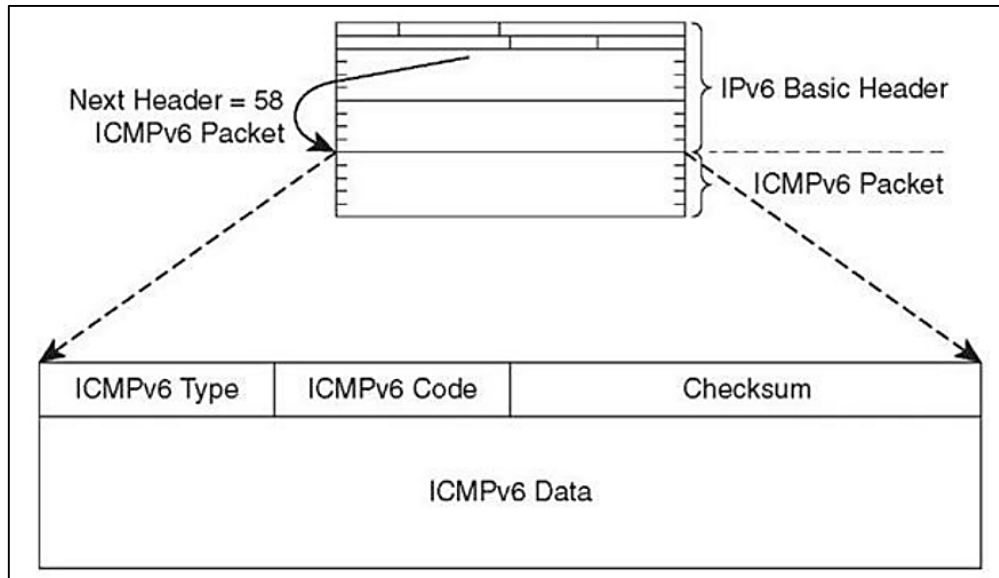 Next Header = 58
ICMPv6 Packet
IPv6 Basic Header
ICMPv6 Packet
ICMPv6 Type
ICMPv6 Code
Checksum
ICMPv6 Data